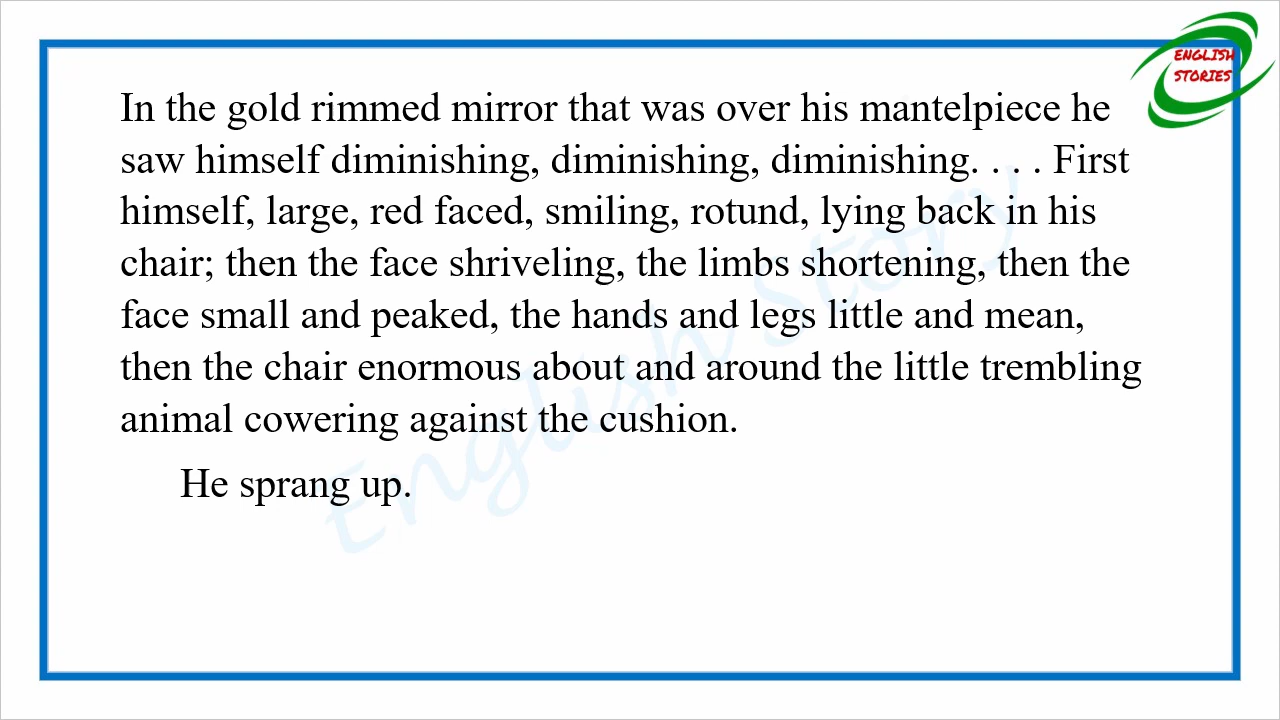 ENGLISH
STORIES
In the gold rimmed mirror that was over his mantelpiece he
saw himself diminishing, diminishing, diminishing. . . . First
himself, large, red faced, smiling, rotund, lying back in his
chair; then the face shriveling, the limbs shortening, then the
face small and peaked, the hands and legs little and mean,
then the chair enormous about and around the little trembling
animal cowering against the cushion.
He sprang up.
English Story